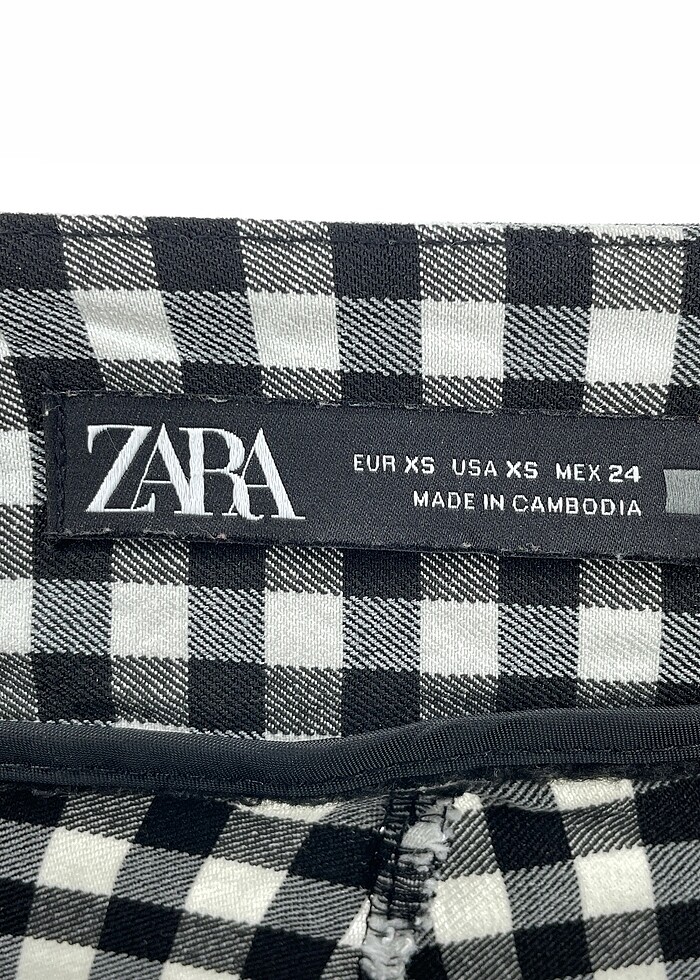 ZARA
EUR XS USA XS MEX 24
MADE IN CAMBODIA